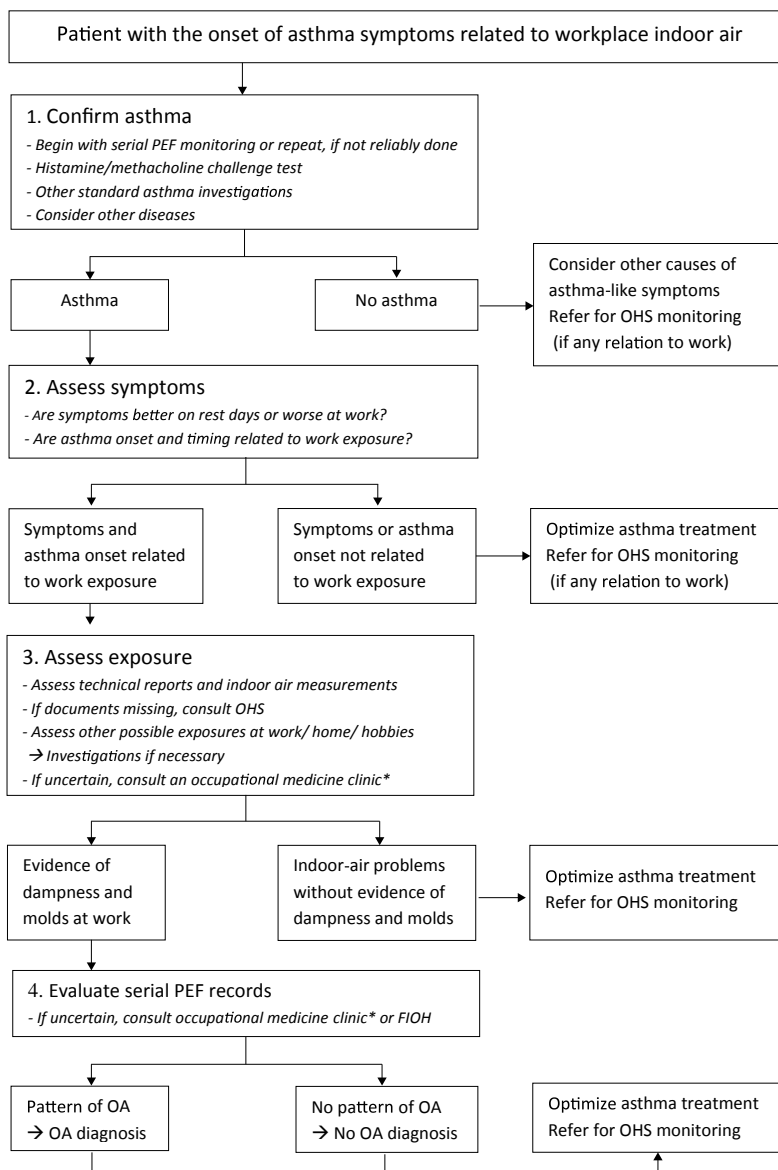 Patient with the onset of asthma symptoms related to workplace indoor air
1. Confirm asthma
- Begin with serial PEF monitoring or repeat, if not reliably done
- Histamine/methacholine challenge test
- Other standard asthma investigations
- Consider other diseases
Asthma
No asthma
Consider other causes of
asthma-like symptoms
Refer for OHS monitoring
(if any relation to work)
2. Assess symptoms
- Are symptoms better on rest days or worse at work?
- Are asthma onset and timing related to work exposure?
Symptoms and
asthma onset related
to work exposure
Symptoms or asthma
onset not related
to work exposure
Optimize asthma treatment
Refer for OHS monitoring
(if any relation to work)
3. Assess exposure
- Assess technical reports and indoor air measurements
- If documents missing, consult OHS
- Assess other possible exposures at work/ home/ hobbies
→ Investigations if necessary
- If uncertain, consult an occupational medicine clinic*
Evidence of
dampness and
molds at work
Indoor-air problems
without evidence of
dampness and molds
Optimize asthma treatment
Refer for OHS monitoring
4. Evaluate serial PEF records
- If uncertain, consult occupational medicine clinic* or FIOH
Pattern of OA
→ OA diagnosis
No pattern of OA
→ No OA diagnosis
Optimize asthma treatment
Refer for OHS monitoring